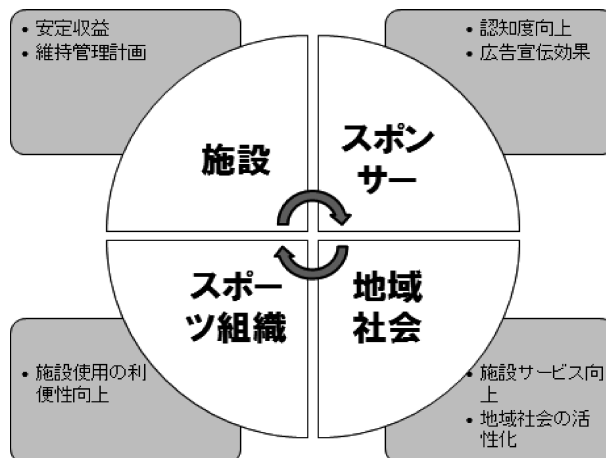 ・安定収益
・維持管理計画
・認知度向上
・広告宣伝効果
施設
スポン
サー
スポー
ツ組織
地域
社会
・施設使用の利
便性向上
・施設サービス向
上
・地域社会の活
性化